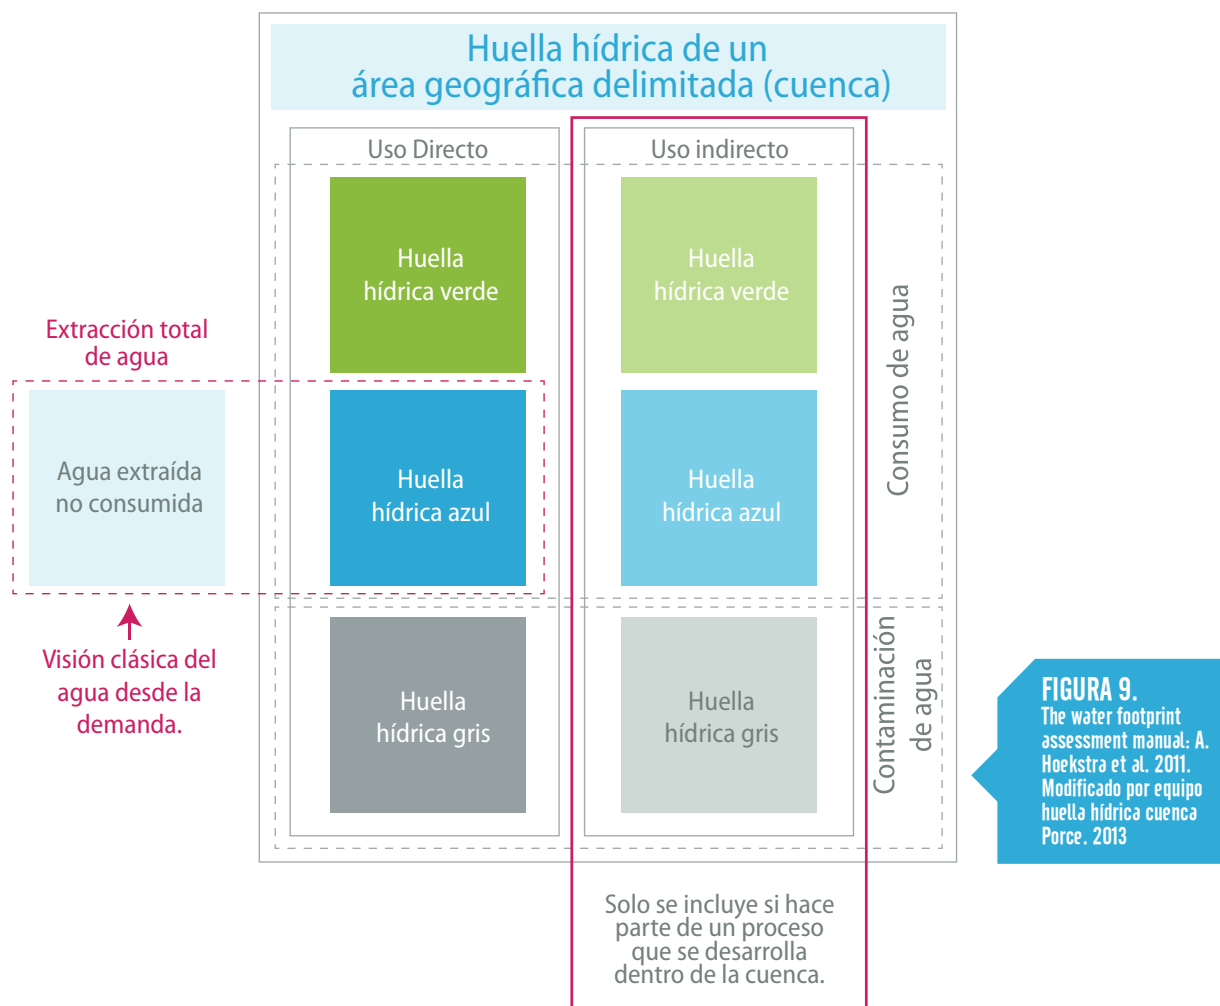 Huella hídrica de un
área geográfica delimitada (cuenca)
Uso Directo
Uso indirecto
Huella
hídrica verde
Huella
hídrica verde
Consumo de agua
Extracción total
de agua
Agua extraída
no consumida
Huella
hídrica azul
Huella
hídrica azul
Visión clásica del
agua desde la
demanda.
Huella
hídrica gris
Huella
hídrica gris
Contaminación
de agua
FIGURA 9.
The water footprint
assessment manual: A.
Hoekstra et al. 2011.
Modificado por equipo
huella hídrica cuenca
Porce. 2013
Solo se incluye si hace
parte de un proceso
que se desarrolla
dentro de la cuenca.